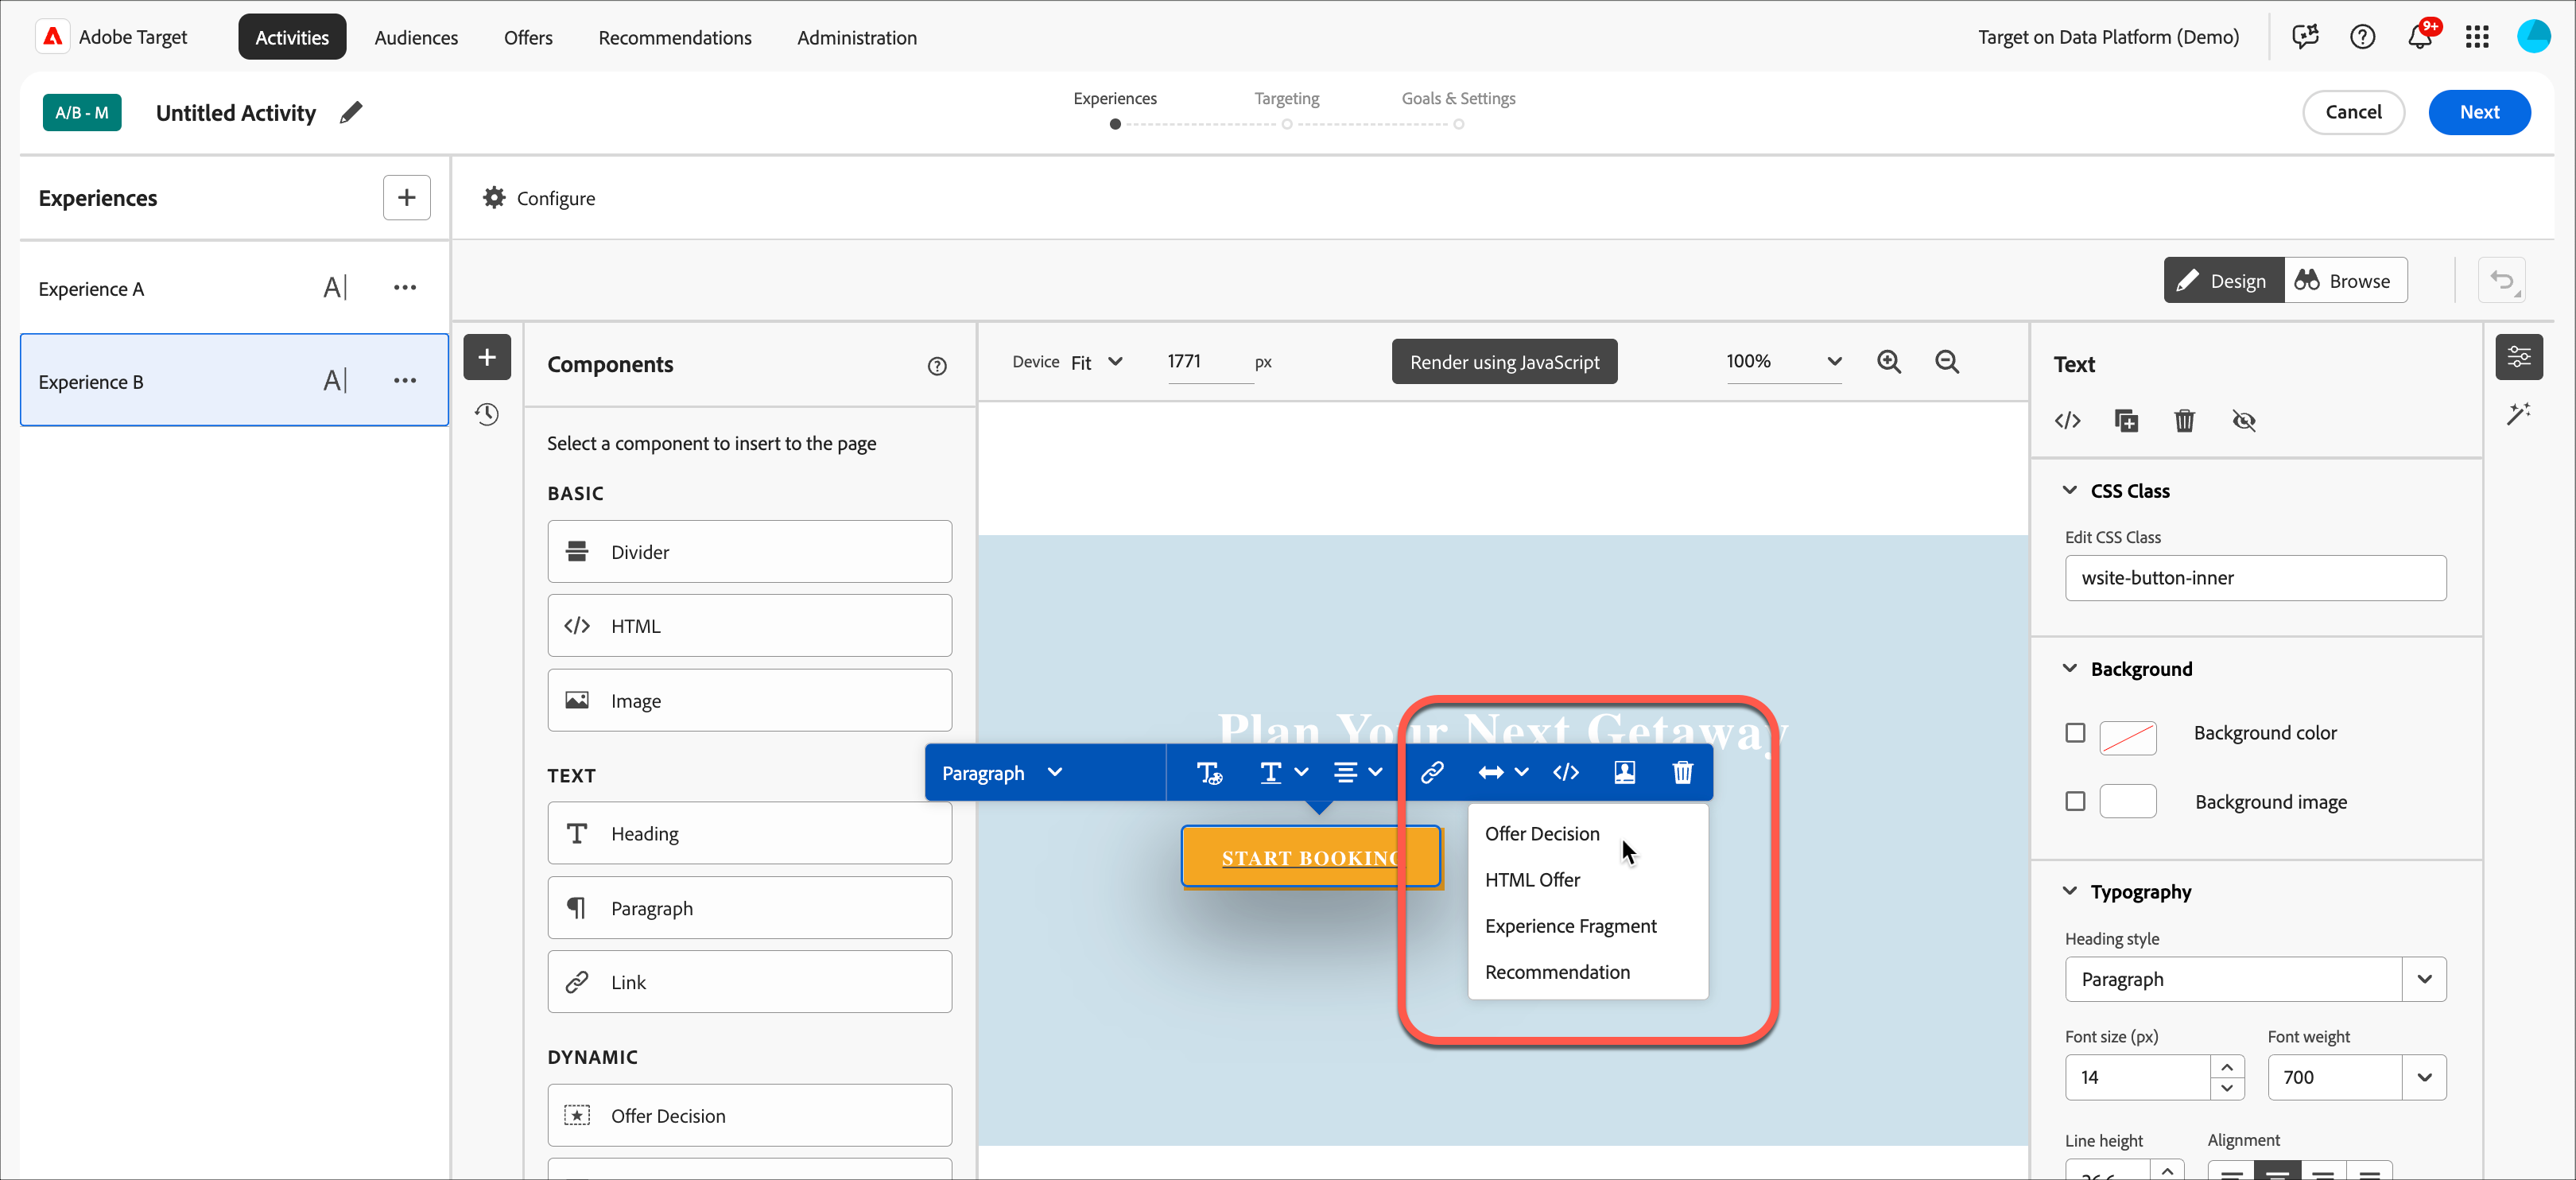 Adobe Target
Activities
Audiences
Offers
Recommendations
Administration
Target on Data Platform (Demo)
9+
A/B - M
Untitled Activity
Experiences
Targeting
Goals & Settings
Cancel
Next
Experiences
Configure
Experience A
Experience B
Design
Browse
Components
Select a component to insert to the page
BASIC
Divider
HTML
Image
TEXT
Heading
Paragraph
Link
DYNAMIC
Offer Decision
Device Fit
1771 px
Render using JavaScript
100%
Plan Your Next Getaway
Paragraph
START BOOKING
Offer Decision
HTML Offer
Experience Fragment
Recommendation
Text
CSS Class
Edit CSS Class
wsite-button-inner
Background
Background color
Background image
Typography
Heading style
Paragraph
Font size (px)
Font weight
14
700
Line height
Alignment